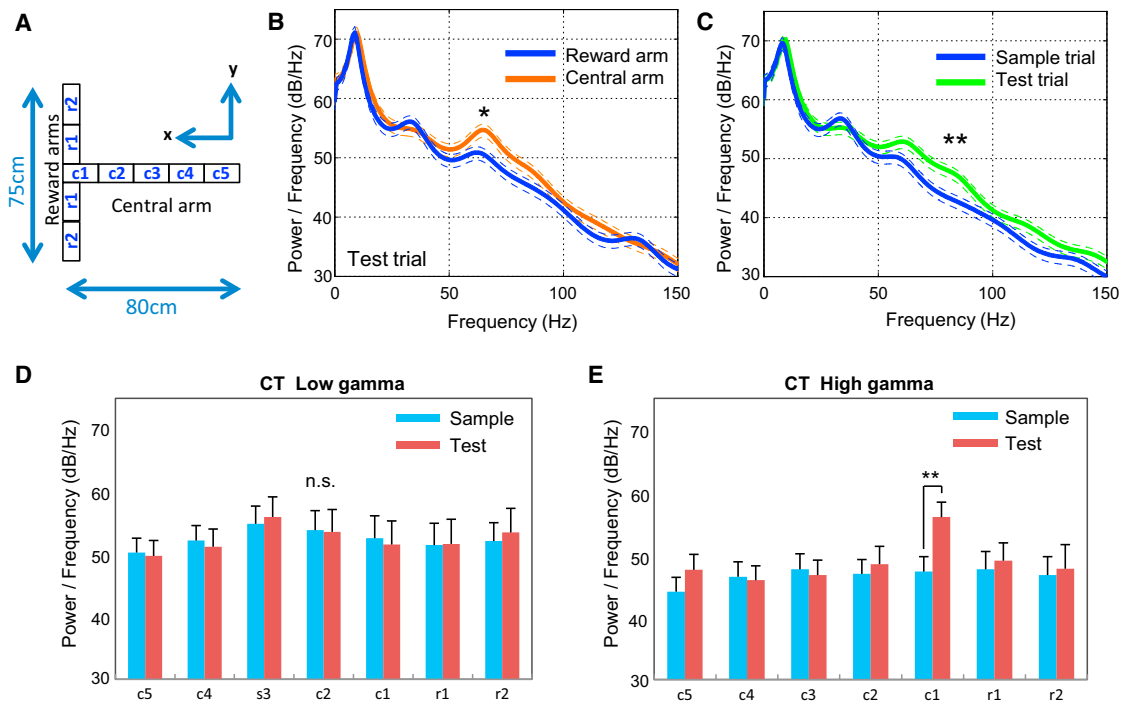 A
y
x
75cm
Reward arms
r2
r1
c1 c2 c3 c4 c5
r1
r2
Central arm
80cm
B
Power / Frequency (dB/Hz)
70
60
50
40
30
Reward arm
Central arm
*
Test trial
0 50 100 150
Frequency (Hz)
C
Power / Frequency (dB/Hz)
70
60
50
40
30
Sample trial
Test trial
**
0 50 100 150
Frequency (Hz)
D
CT Low gamma
Power / Frequency (dB/Hz)
70
60
50
40
30
Sample
Test
n.s.
c5 c4 s3 c2 c1 r1 r2
E
CT High gamma
Power / Frequency (dB/Hz)
70
60
50
40
30
Sample
Test
**
c5 c4 c3 c2 c1 r1 r2